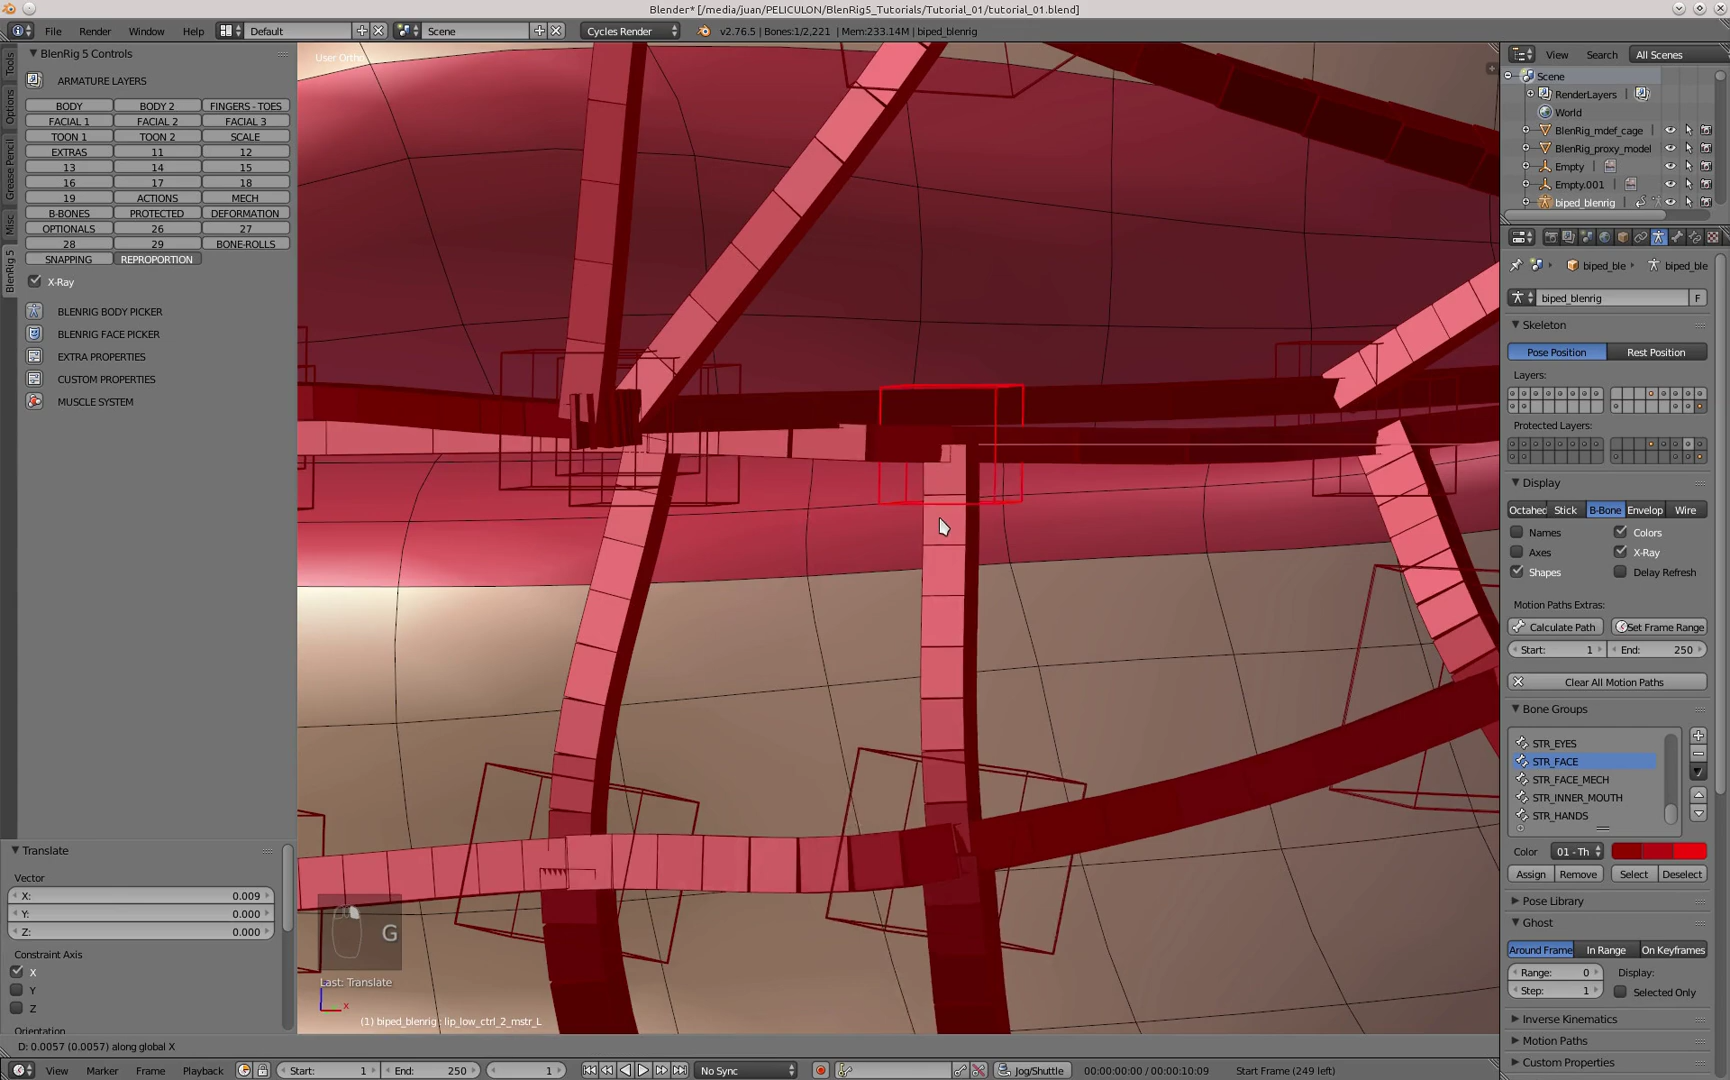 Blender* [/media/juan/PELICULON/BlenRig5_Tutorials/Tutorial_01/tutorial_01.blend]
File Render Window Help Default Scene Cycles Render v2.76.5 | Bones:1/2,221 | Mem:233.14M | biped_blenrig
BlenRig 5 Controls
ARMATURE LAYERS
BODY BODY 2 FINGERS - TOES
FACIAL 1 FACIAL 2 FACIAL 3
TOON 1 TOON 2 SCALE
EXTRAS 11 12
13 14 15
16 17 18
19 ACTIONS MECH
B-BONES PROTECTED DEFORMATION
OPTIONALS 26 27
28 29 BONE-ROLLS
SNAPPING REPROPORTION
X-Ray
BLENRIG BODY PICKER
BLENRIG FACE PICKER
EXTRA PROPERTIES
CUSTOM PROPERTIES
MUSCLE SYSTEM
Tools
Options
Grease Pencil
Misc
BlenRig 5
Translate
Vector
X: 0.009
Y: 0.000
Z: 0.000
Constraint Axis
X
Y
Z
Orientation
User Ortho
G
Last: Translate
x
(1) biped_blenrig : lip_low_ctrl_2_mstr_L
D: 0.0057 (0.0057) along global X
View Marker Frame Playback Start: 1 End: 250 1 No Sync Jog/Shuttle 00:00:00:00 / 00:00:10:09 Start Frame (249 left)
View Search All Scenes
Scene
RenderLayers
World
BlenRig_mdef_cage
BlenRig_proxy_model
Empty
Empty.001
biped_blenrig
biped_ble biped_ble
biped_blenrig F
Skeleton
Pose Position Rest Position
Layers:
Protected Layers:
Display
Octahed Stick B-Bone Envelop Wire
Names Colors
Axes X-Ray
Shapes Delay Refresh
Motion Paths Extras:
Calculate Path Set Frame Range
Start: 1 End: 250
Clear All Motion Paths
Bone Groups
STR_EYES
STR_FACE
STR_FACE_MECH
STR_INNER_MOUTH
STR_HANDS
Color 01 - Th
Assign Remove Select Deselect
Pose Library
Ghost
Around Frame In Range On Keyframes
Range: 0 Display:
Step: 1 Selected Only
Inverse Kinematics
Motion Paths
Custom Properties